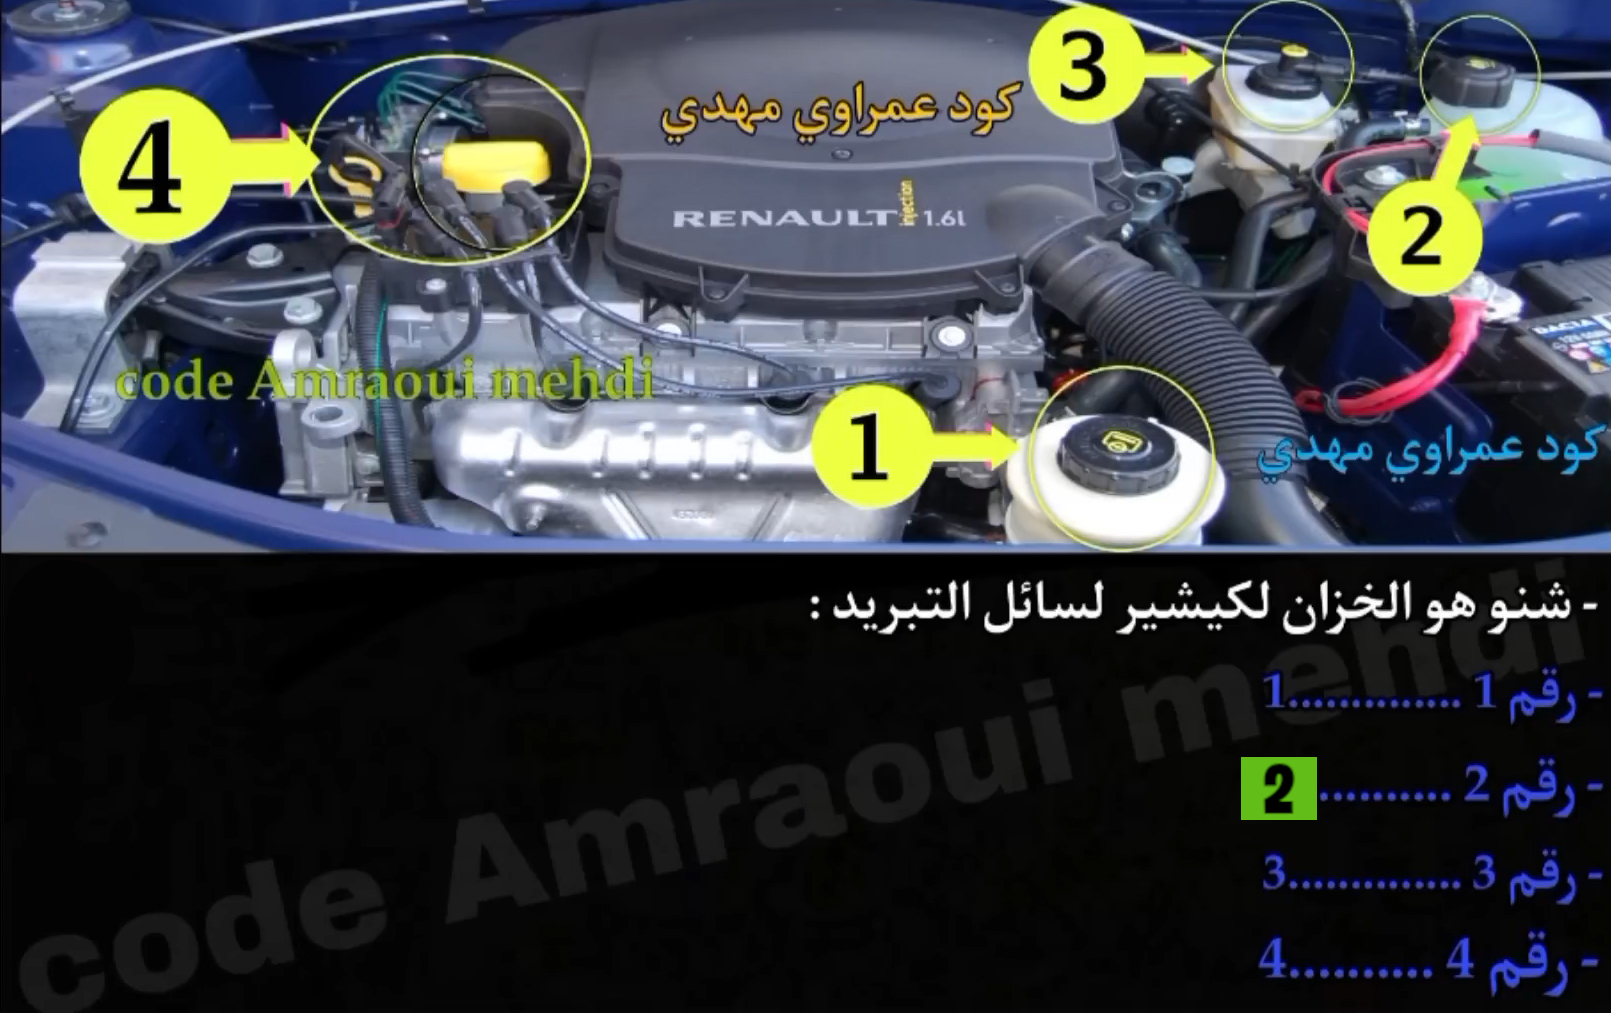 3
4
كود عمراوي مهدي
RENAULT injection 1.6l
2
code Amraoui mehdi
1
كود عمراوي مهدي
DACIA
- شنو هو الخزان لكيشير لسائل التبريد :
- رقم 1 ..............1
- رقم 2 ..........2
- رقم 3 ..............3
- رقم 4 ..........4
code Amraoui mehdi